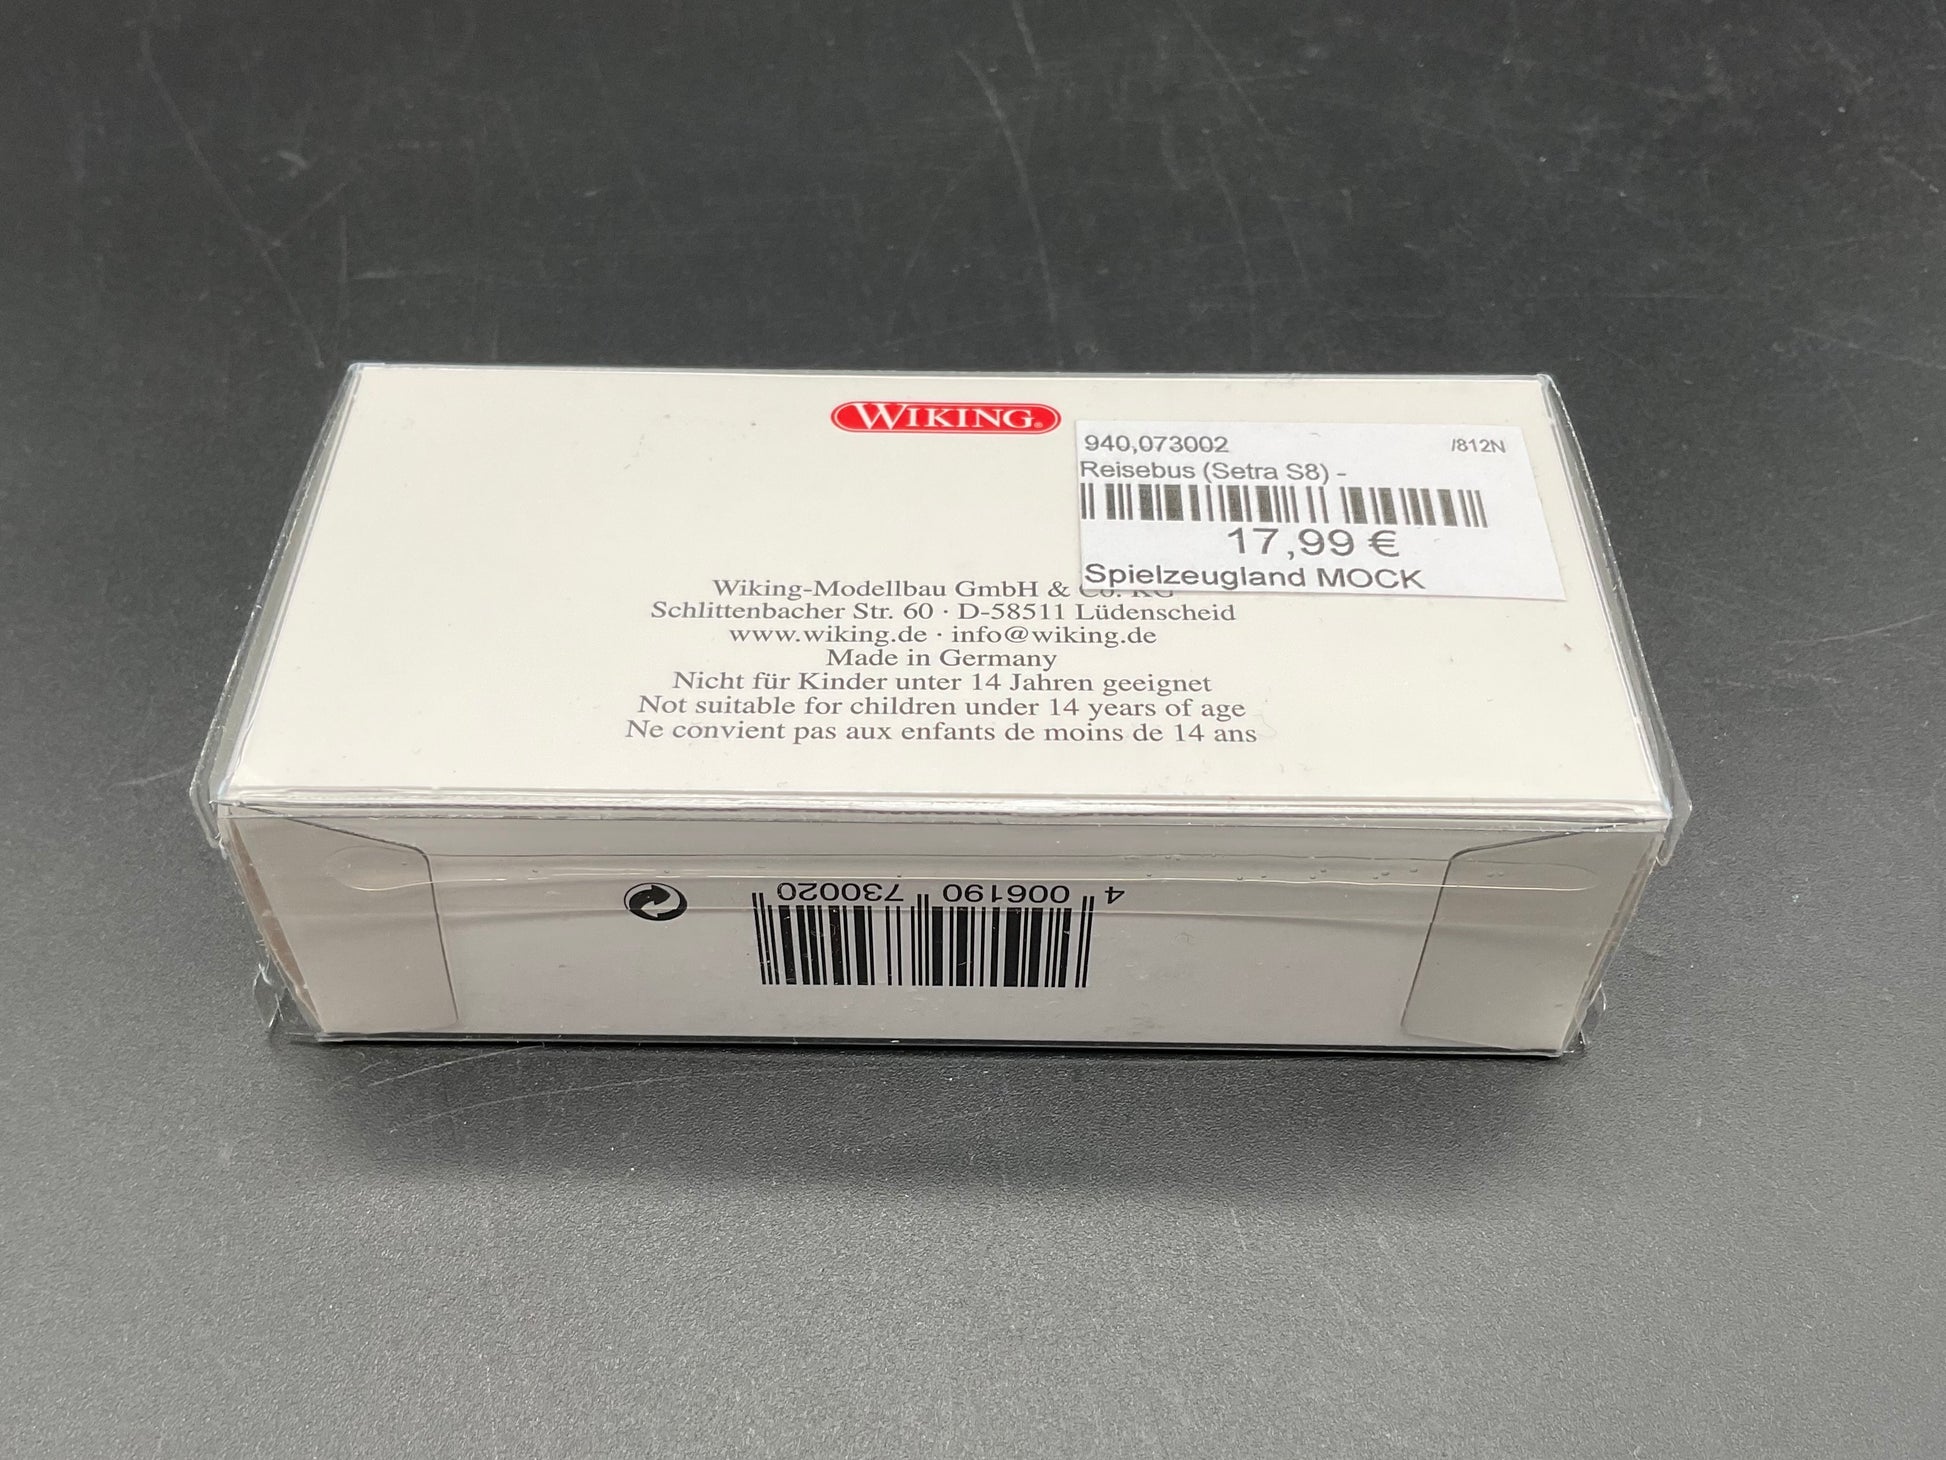 WIKING®
940,073002 /812N
Reisebus (Setra S8) -
17,99 €
Spielzeugland MOCK
Wiking-Modellbau GmbH & Co. KG
Schlittenbacher Str. 60 · D-58511 Lüdenscheid
www.wiking.de · info@wiking.de
Made in Germany
Nicht für Kinder unter 14 Jahren geeignet
Not suitable for children under 14 years of age
Ne convient pas aux enfants de moins de 14 ans
4 006190 730020